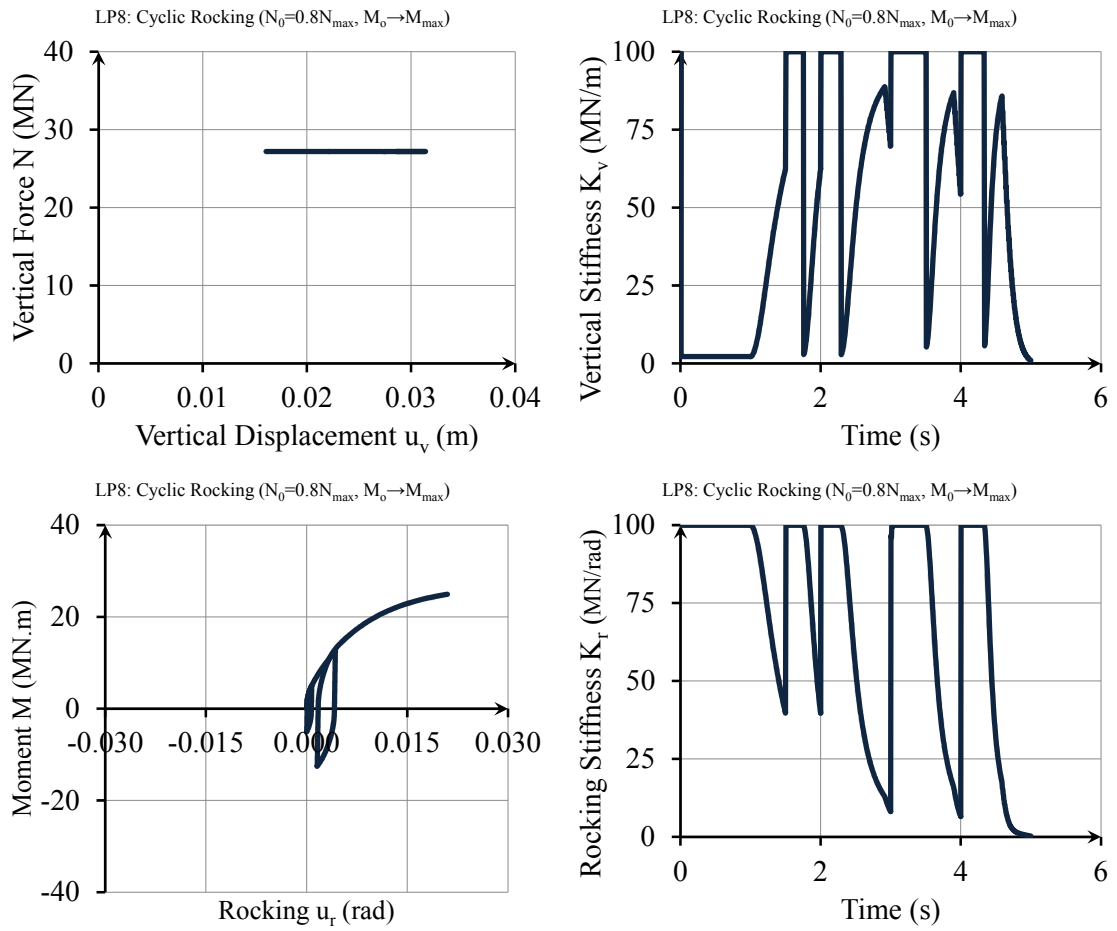 LP8: Cyclic Rocking (N0=0.8Nmax, Mo→Mmax)
40
30
20
10
0
Vertical Force N (MN)
0 0.01 0.02 0.03 0.04
Vertical Displacement uv (m)
LP8: Cyclic Rocking (N0=0.8Nmax, M0→Mmax)
100
75
50
25
0
Vertical Stiffness Kv (MN/m)
0 2 4 6
Time (s)
LP8: Cyclic Rocking (N0=0.8Nmax, Mo→Mmax)
40
20
0
-20
-40
Moment M (MN.m)
-0.030 -0.015 0.000 0.015 0.030
Rocking ur (rad)
LP8: Cyclic Rocking (N0=0.8Nmax, M0→Mmax)
100
75
50
25
0
Rocking Stiffness Kr (MN/rad)
0 2 4 6
Time (s)